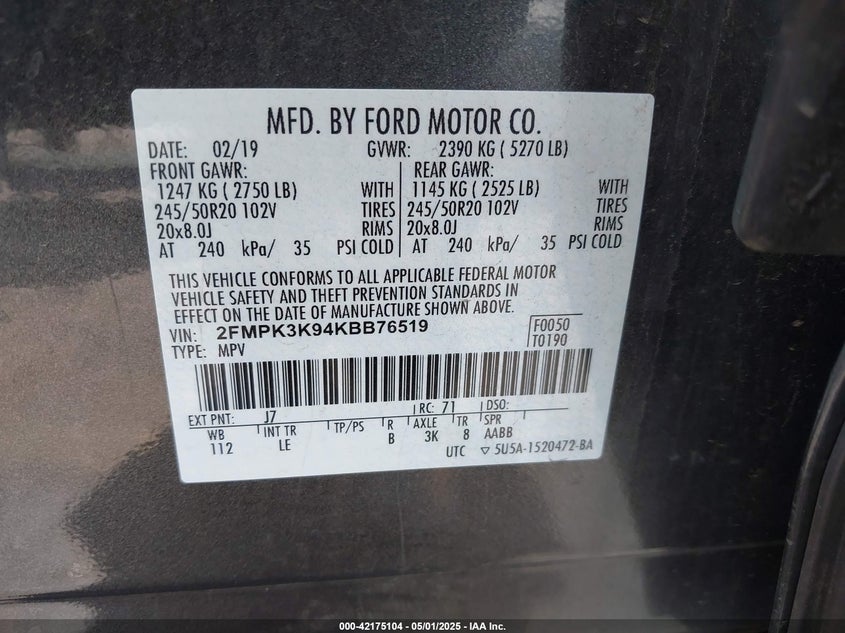 MFD. BY FORD MOTOR CO.
DATE: 02/19 GVWR: 2390 KG ( 5270 LB)
FRONT GAWR: REAR GAWR:
1247 KG ( 2750 LB) WITH 1145 KG ( 2525 LB) WITH
245/50R20 102V TIRES 245/50R20 102V TIRES
20x8.0J RIMS 20x8.0J RIMS
AT 240 kPa/ 35 PSI COLD AT 240 kPa/ 35 PSI COLD
THIS VEHICLE CONFORMS TO ALL APPLICABLE FEDERAL MOTOR
VEHICLE SAFETY AND THEFT PREVENTION STANDARDS IN
EFFECT ON THE DATE OF MANUFACTURE SHOWN ABOVE.
VIN: 2FMPK3K94KBB76519 F0050
TYPE: MPV T0190
EXT PNT: J7 RC: 71 DSO:
WB INT TR TP/PS R AXLE TR SPR
112 LE B 3K 8 AABB
UTC ▽ 5U5A-1520472-BA
000-42175104 - 05/01/2025 - IAA Inc.